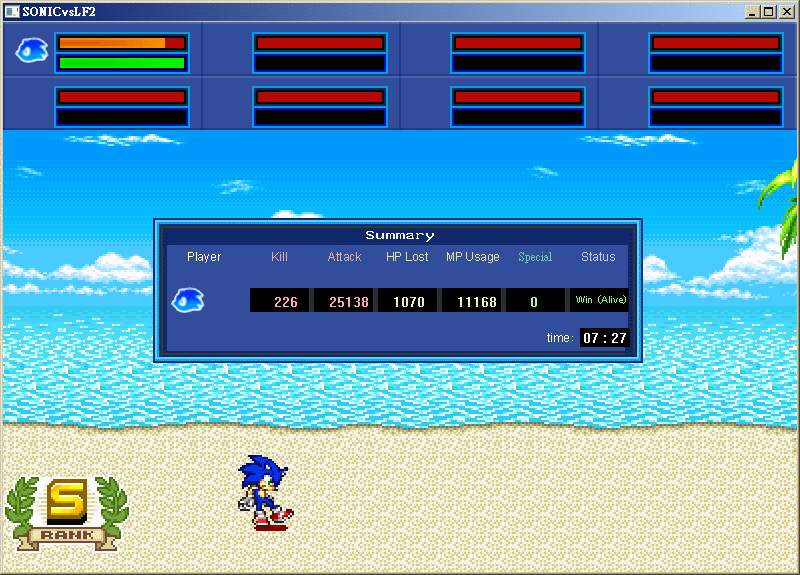 SONICvsLF2
Summary
Player Kill Attack HP Lost MP Usage Special Status
226 25138 1070 11168 0 Win (Alive)
time: 07:27
S
RANK